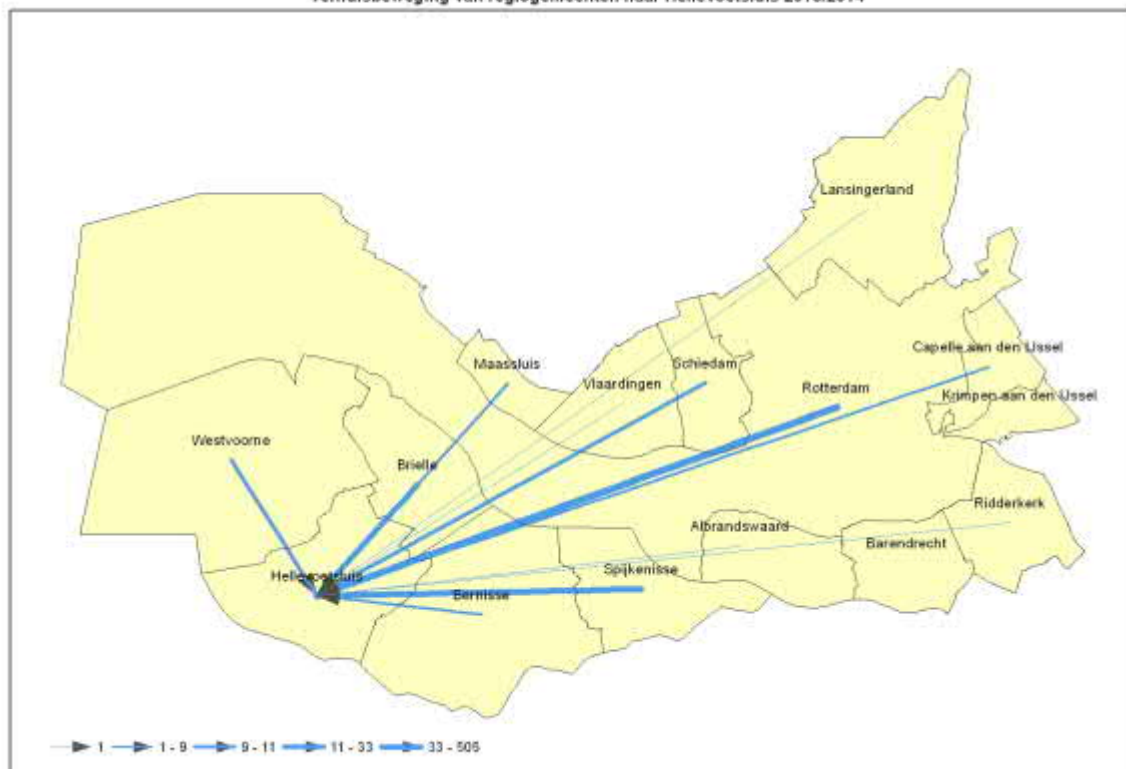 Lansingerland
Maassluis
Schiedam
Capelle aan den IJssel
Vlaardingen
Rotterdam
Krimpen aan den IJssel
Westvoorne
Brielle
Ridderkerk
Albrandswaard
Barendrecht
Hellevoetsluis
Spijkenisse
Bernisse
1 1 - 9 9 - 11 11 - 33 33 - 505